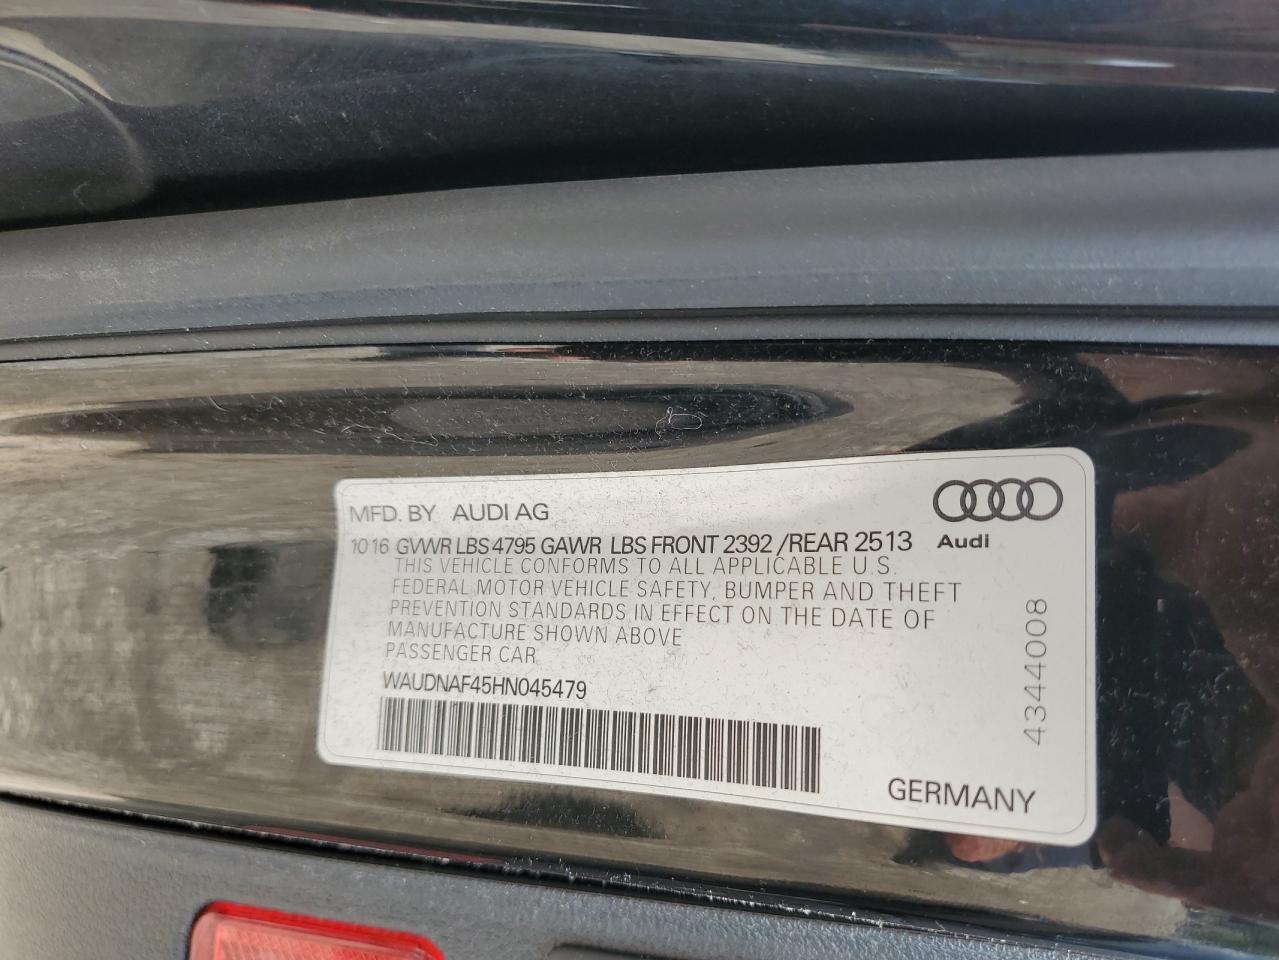 MFD. BY AUDI AG
10 16 GVWR LBS 4795 GAWR LBS FRONT 2392 /REAR 2513
Audi
THIS VEHICLE CONFORMS TO ALL APPLICABLE U.S.
FEDERAL MOTOR VEHICLE SAFETY, BUMPER AND THEFT
PREVENTION STANDARDS IN EFFECT ON THE DATE OF
MANUFACTURE SHOWN ABOVE
PASSENGER CAR
WAUDNAF45HN045479
4344008
GERMANY